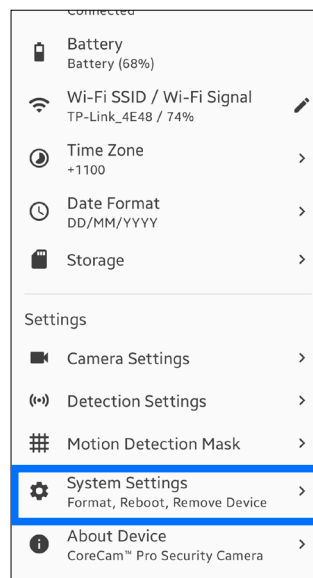 Connected
Battery
Battery (68%)
Wi-Fi SSID / Wi-Fi Signal
TP-Link_4E48 / 74%
Time Zone
+1100
Date Format
DD/MM/YYYY
Storage
Settings
Camera Settings
Detection Settings
Motion Detection Mask
System Settings
Format, Reboot, Remove Device
About Device
CoreCam™ Pro Security Camera